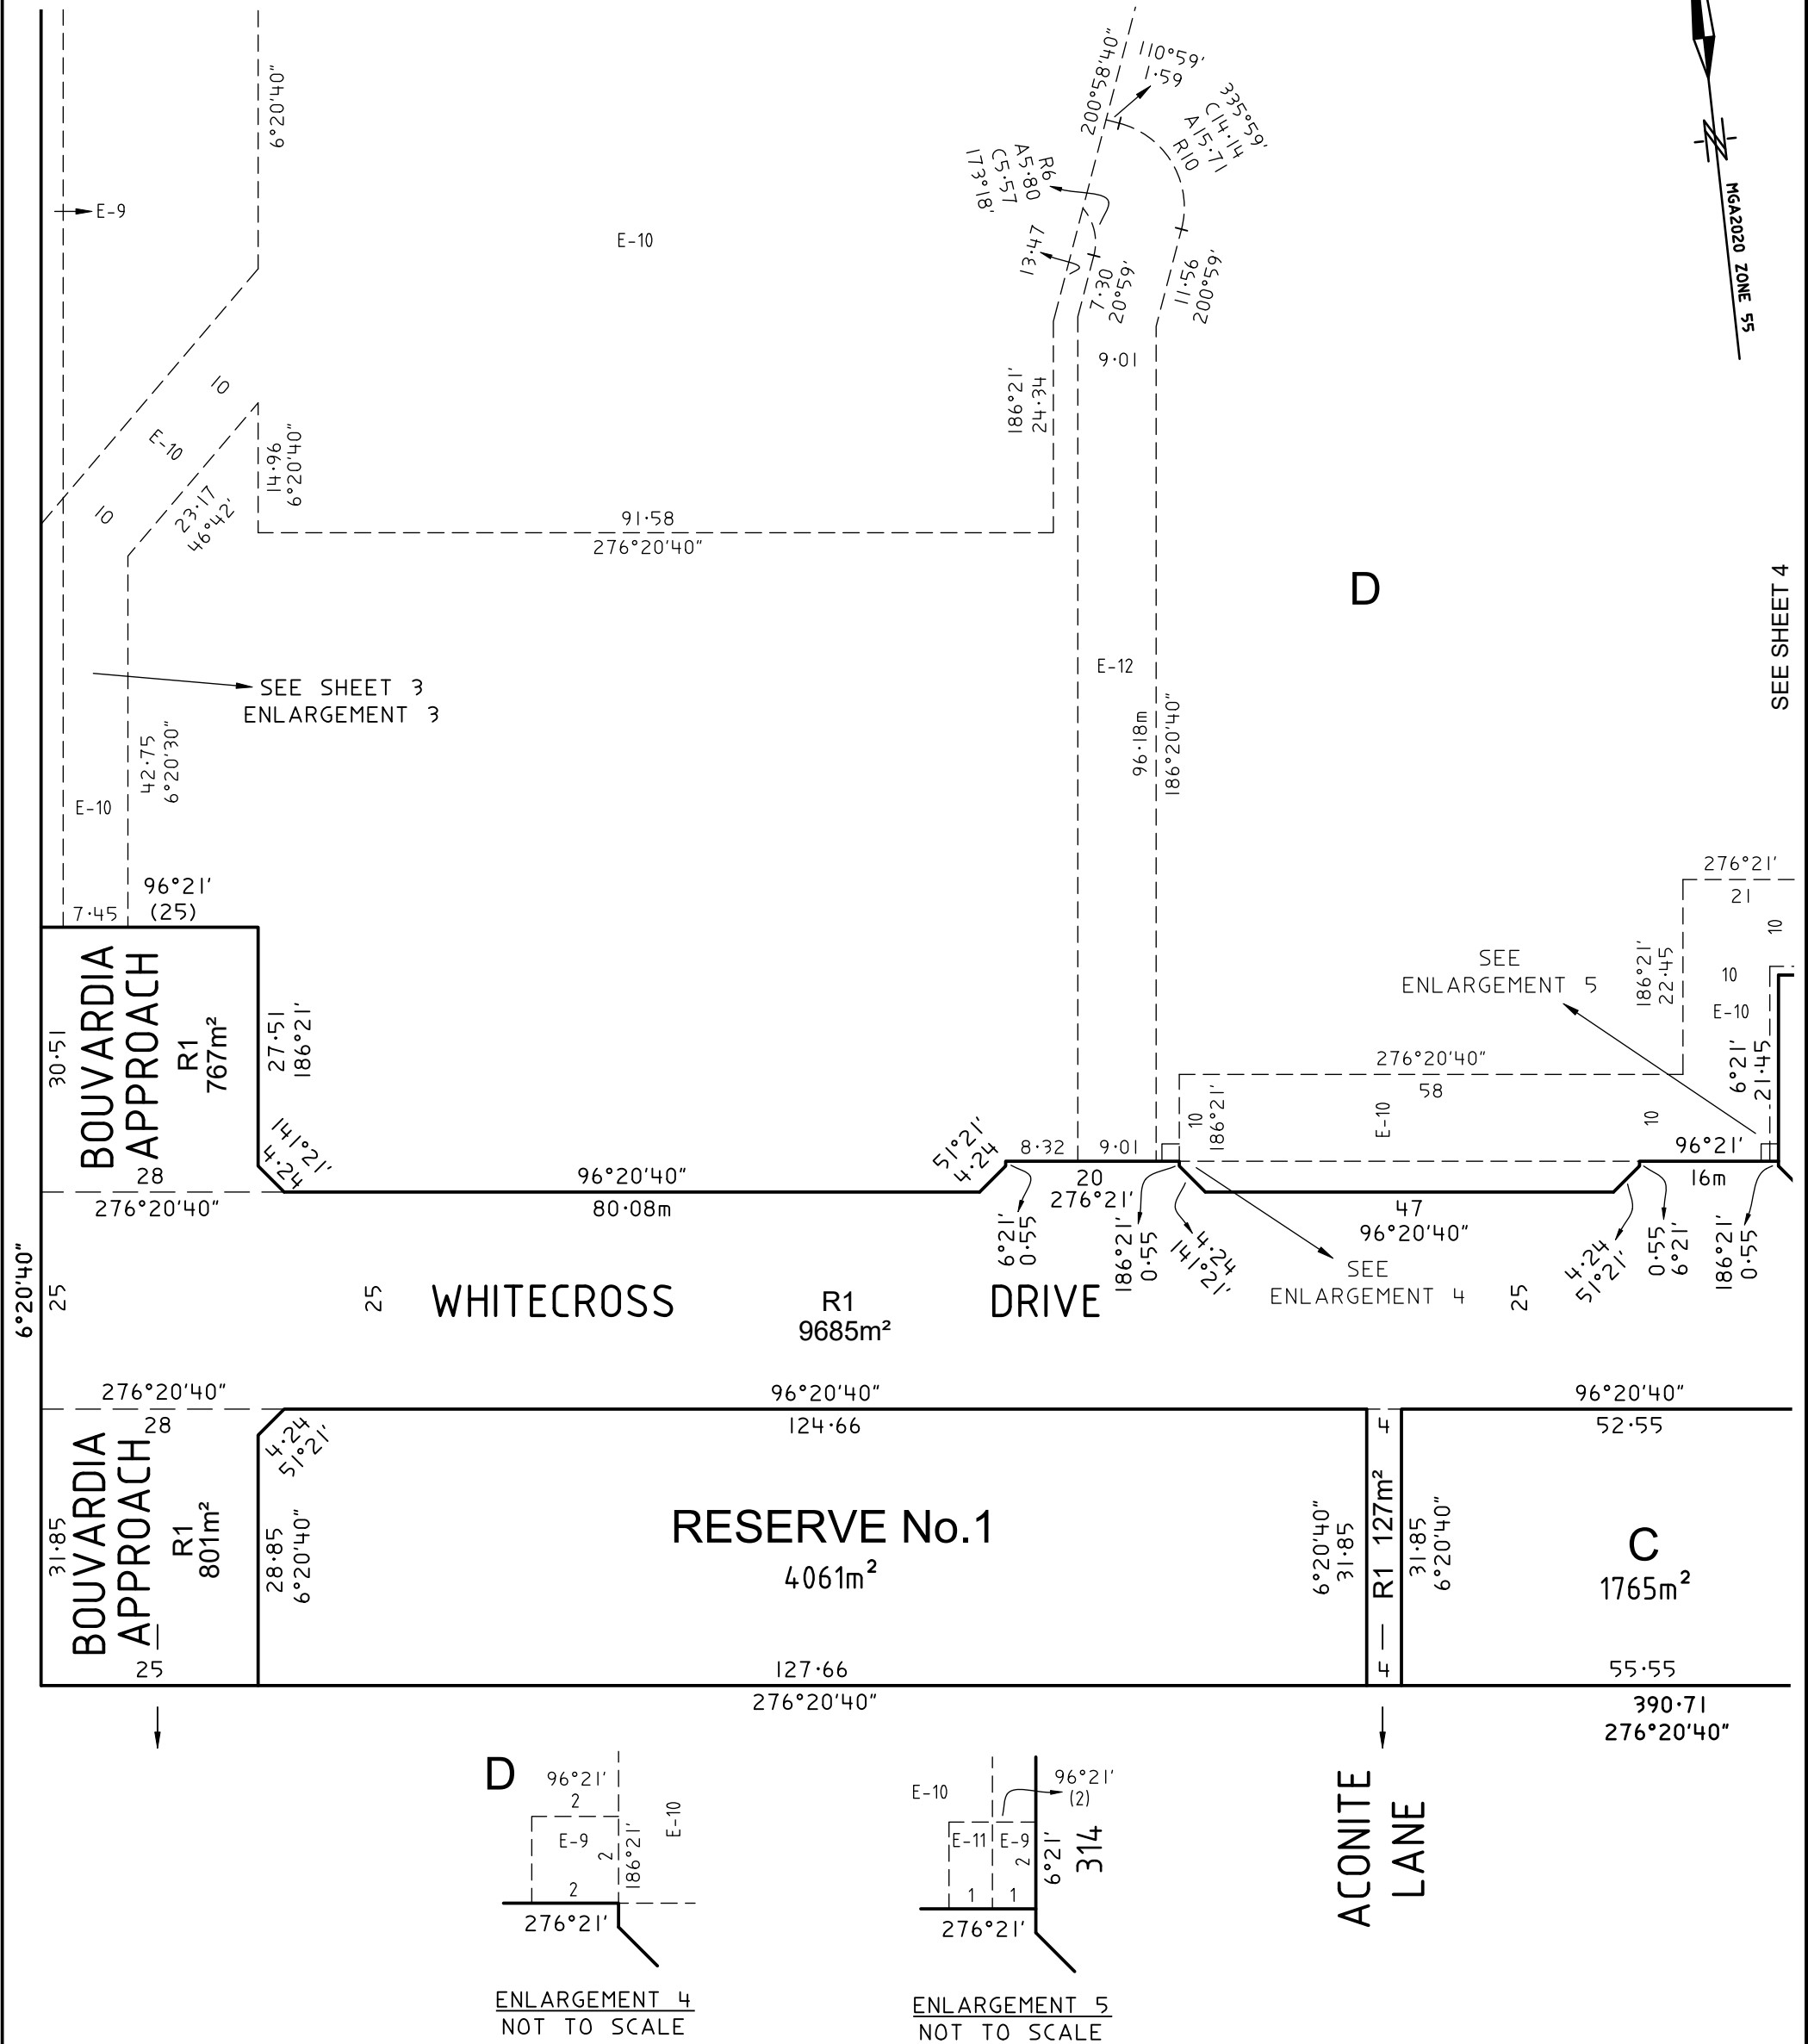 6°20'40"
200°58'40"
110°59'
1·59
335°59'
C14·14
A15·71
R10
R6
A5·80
C5·57
173°18'
MGA2020 ZONE 55
E-9
E-10
13·47
7·30
20°59'
11·56
200°59'
9·01
186°21'
24·34
10
E-10
10
23·17
46°42'
14·96
6°20'40"
91·58
276°20'40"
D
SEE SHEET 4
E-12
SEE SHEET 3
ENLARGEMENT 3
42·75
6°20'30"
96·18m
186°20'40"
E-10
96°21'
(25)
7·45
276°21'
21
10
186°21'
22·45
10
E-10
SEE
ENLARGEMENT 5
BOUVARDIA
APPROACH
R1
767m²
30·51
27·51
186°21'
276°20'40"
58
6°21'
21·45
10
186°21'
E-10
10
141°21'
4·24
51°21'
4·24
8·32
9·01
96°21'
28
276°20'40"
96°20'40"
80·08m
20
276°21'
47
96°20'40"
16m
6°21'
0·55
186°21'
0·55
4·24
141°21'
4·24
51°21'
0·55
6°21'
186°21'
0·55
SEE
ENLARGEMENT 4
6°20'40"
25
25
WHITECROSS DRIVE
R1
9685m²
25
276°20'40"
28
96°20'40"
124·66
96°20'40"
4
52·55
4·24
51°21'
BOUVARDIA
APPROACH
R1
801m²
31·85
28·85
6°20'40"
RESERVE No.1
4061m²
6°20'40"
31·85
R1 127m²
31·85
6°20'40"
C
1765m²
25
127·66
276°20'40"
4
55·55
390·71
276°20'40"
ACONITE
LANE
D
96°21'
2
E-9
2
2
186°21'
E-10
276°21'
ENLARGEMENT 4
NOT TO SCALE
E-10
96°21'
(2)
E-11
E-9
2
1
1
6°21'
314
276°21'
ENLARGEMENT 5
NOT TO SCALE